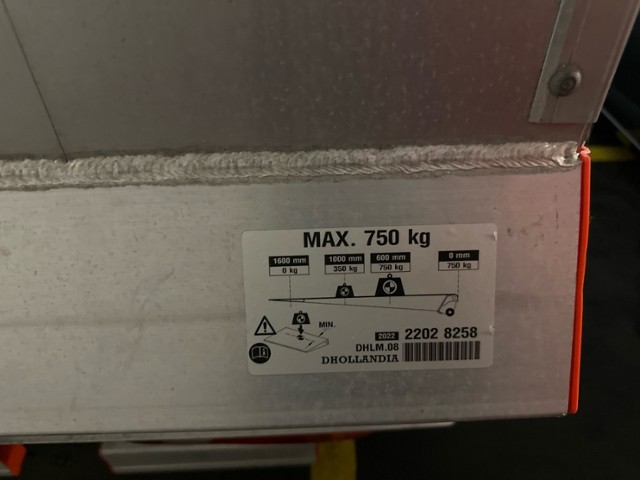 MAX. 750 kg
1600 mm 1000 mm 600 mm 0 mm
0 kg 350 kg 750 kg 750 kg
MIN.
2022 2202 8258
DHLM.08
DHOLLANDIA